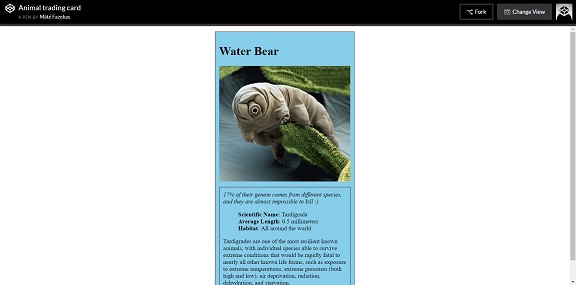 Animal trading card
A PEN BY Máté Fazekas
Fork
Change View
Water Bear
17% of their genom comes from different species,
and they are almost impossible to kill :)
Scientific Name: Tardigrada
Average Length: 0.5 millimeters
Habitat: All around the world
Tardigrades are one of the most resilient known
animals, with individual species able to survive
extreme conditions that would be rapidly fatal to
nearly all other known life forms, such as exposure
to extreme temperatures, extreme pressures (both
high and low), air deprivation, radiation,
dehydration, and starvation.